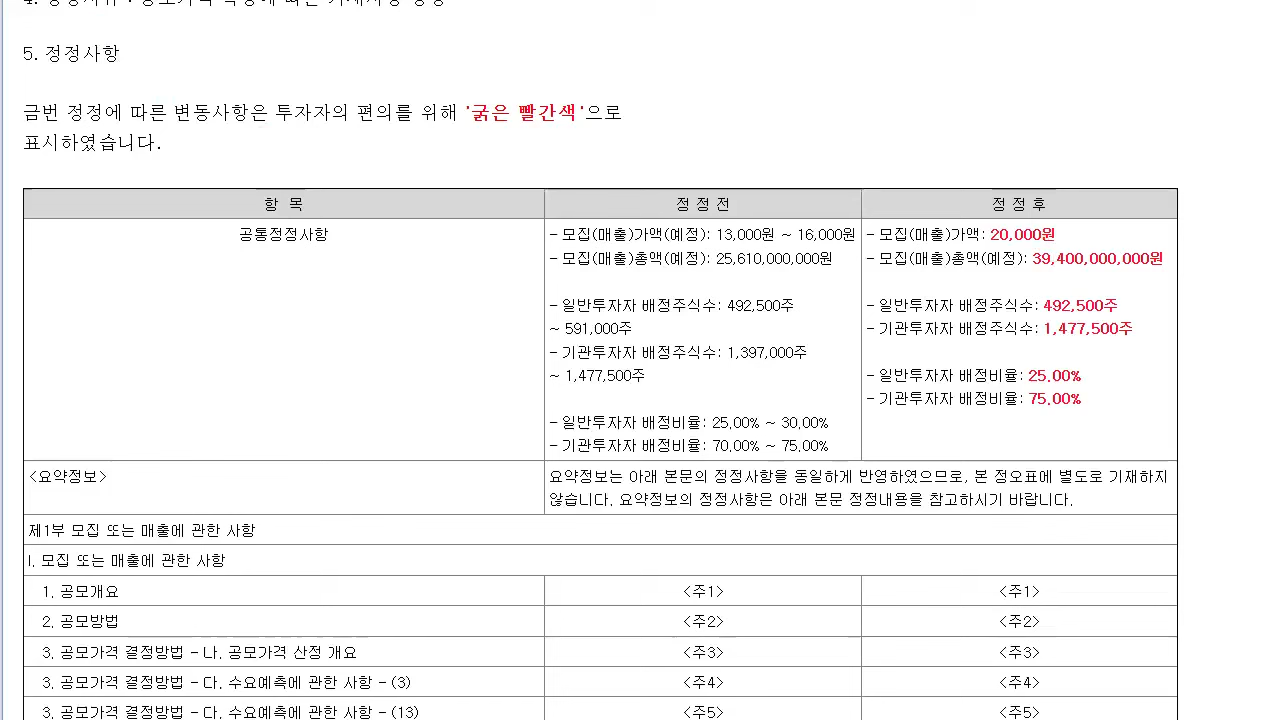 5. 정정사항
금번 정정에 따른 변동사항은 투자자의 편의를 위해 '굵은 빨간색'으로
표시하였습니다.
항 목 정 정 전 정 정 후
공통정정사항
- 모집(매출)가액(예정): 13,000원 ~ 16,000원
- 모집(매출)총액(예정): 25,610,000,000원
- 일반투자자 배정주식수: 492,500주
~ 591,000주
- 기관투자자 배정주식수: 1,397,000주
~ 1,477,500주
- 일반투자자 배정비율: 25.00% ~ 30.00%
- 기관투자자 배정비율: 70.00% ~ 75.00%
- 모집(매출)가액: 20,000원
- 모집(매출)총액(예정): 39,400,000,000원
- 일반투자자 배정주식수: 492,500주
- 기관투자자 배정주식수: 1,477,500주
- 일반투자자 배정비율: 25.00%
- 기관투자자 배정비율: 75.00%
<요약정보>
요약정보는 아래 본문의 정정사항을 동일하게 반영하였으므로, 본 정오표에 별도로 기재하지
않습니다. 요약정보의 정정사항은 아래 본문 정정내용을 참고하시기 바랍니다.
제1부 모집 또는 매출에 관한 사항
I. 모집 또는 매출에 관한 사항
1. 공모개요 <주1> <주1>
2. 공모방법 <주2> <주2>
3. 공모가격 결정방법 - 나. 공모가격 산정 개요 <주3> <주3>
3. 공모가격 결정방법 - 다. 수요예측에 관한 사항 - (3) <주4> <주4>
3. 공모가격 결정방법 - 다. 수요예측에 관한 사항 - (13) <주5> <주5>